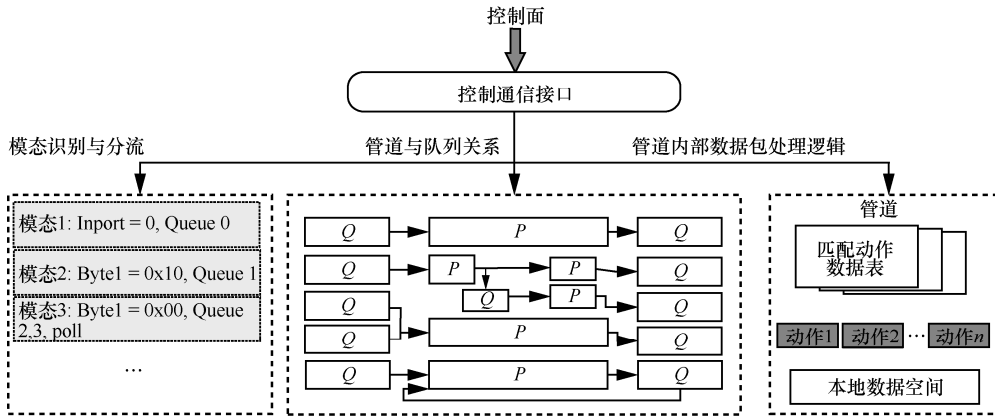 控制面
控制通信接口
模态识别与分流
管道与队列关系
管道内部数据包处理逻辑
模态1: Inport = 0, Queue 0
模态2: Byte1 = 0x10, Queue 1
模态3: Byte1 = 0x00, Queue
2,3, poll
…
Q P Q
Q P P Q
Q P
Q Q
Q P Q
Q P Q
管道
匹配动作
数据表
动作1 动作2 … 动作n
本地数据空间